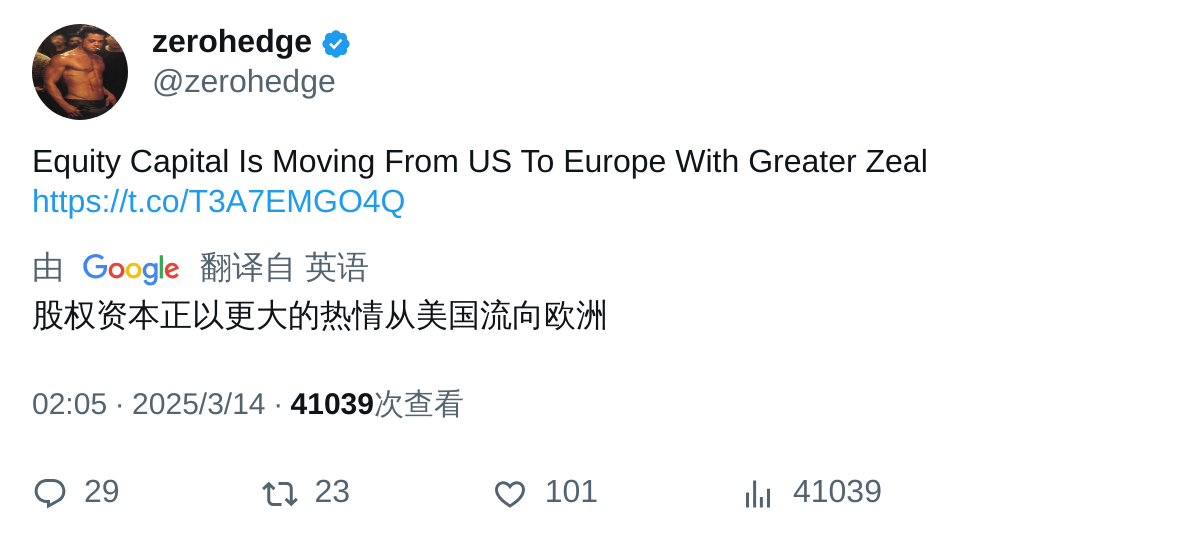 zerohedge
@zerohedge
Equity Capital Is Moving From US To Europe With Greater Zeal
https://t.co/T3A7EMGO4Q
由 Google 翻译自 英语
股权资本正以更大的热情从美国流向欧洲
02:05 · 2025/3/14 · 41039次查看
29 23 101 41039